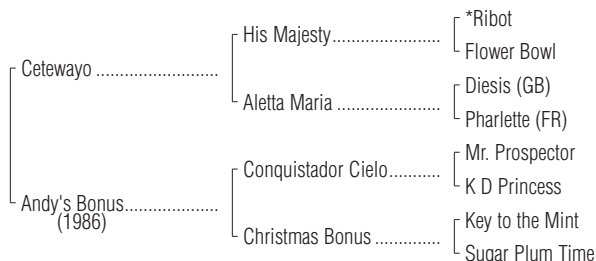 *Ribot
His Majesty.......................
Flower Bowl
Cetewayo ..........................
Diesis (GB)
Aletta Maria ......................
Pharlette (FR)
Mr. Prospector
Conquistador Cielo...........
K D Princess
Andy's Bonus....................
(1986)
Key to the Mint
Christmas Bonus ..............
Sugar Plum Time